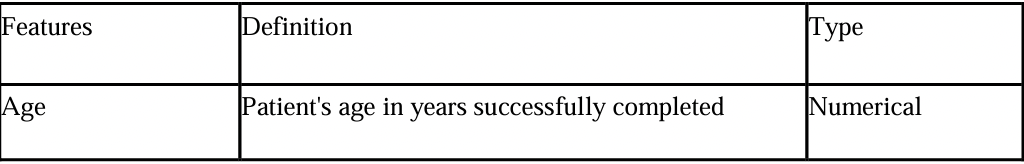 Features Definition Type
Age Patient's age in years successfully completed Numerical